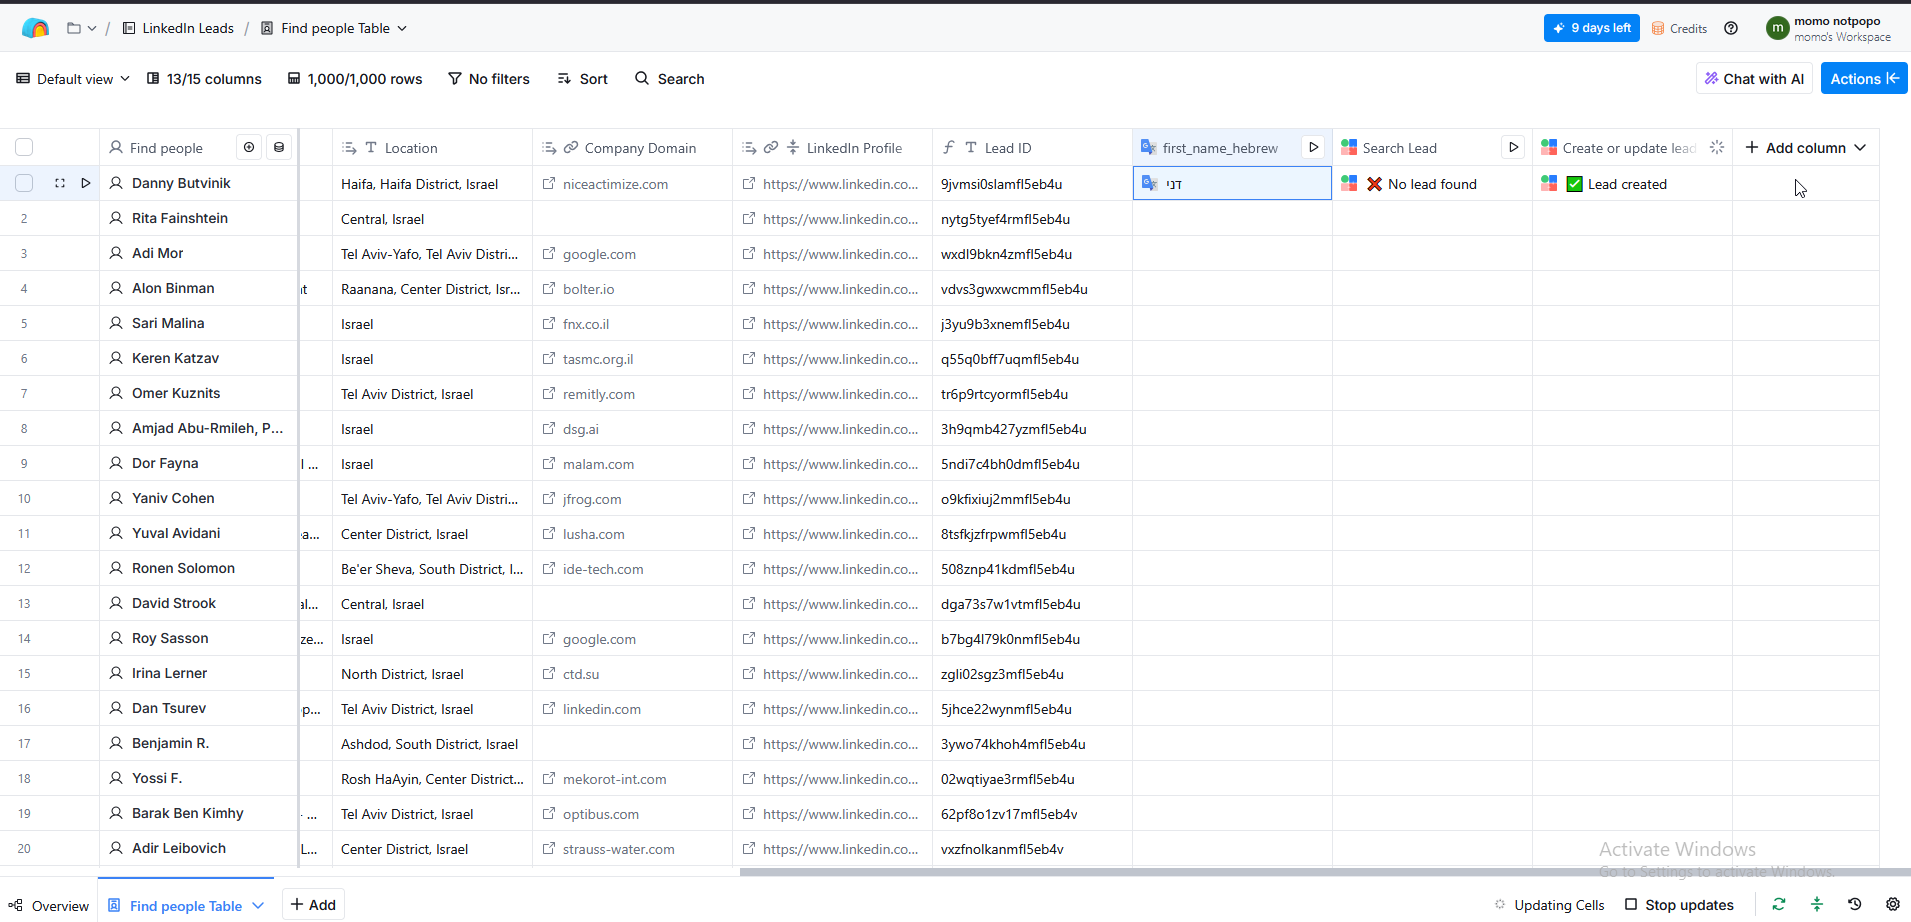 LinkedIn Leads / Find people Table
9 days left
Credits
m
momo notpopo
momo's Workspace
Default view 13/15 columns 1,000/1,000 rows No filters Sort Search
Chat with AI Actions
Find people Location Company Domain LinkedIn Profile Lead ID first_name_hebrew Search Lead Create or update lead + Add column
Danny Butvinik Haifa, Haifa District, Israel niceactimize.com https://www.linkedin.co... 9jvmsi0slamfl5eb4u דני ❌ No lead found ✅ Lead created
2 Rita Fainshtein Central, Israel https://www.linkedin.co... nytg5tyef4rmfl5eb4u
3 Adi Mor Tel Aviv-Yafo, Tel Aviv Distri... google.com https://www.linkedin.co... wxdl9bkn4zmfl5eb4u
4 Alon Binman ıt Raanana, Center District, Isr... bolter.io https://www.linkedin.co... vdvs3gwxwcmmfl5eb4u
5 Sari Malina Israel fnx.co.il https://www.linkedin.co... j3yu9b3xnemfl5eb4u
6 Keren Katzav Israel tasmc.org.il https://www.linkedin.co... q55q0bff7uqmfl5eb4u
7 Omer Kuznits Tel Aviv District, Israel remitly.com https://www.linkedin.co... tr6p9rtcyormfl5eb4u
8 Amjad Abu-Rmileh, P... Israel dsg.ai https://www.linkedin.co... 3h9qmb427yzmfl5eb4u
9 Dor Fayna l ... Israel malam.com https://www.linkedin.co... 5ndi7c4bh0dmfl5eb4u
10 Yaniv Cohen Tel Aviv-Yafo, Tel Aviv Distri... jfrog.com https://www.linkedin.co... o9kfixiuj2mmfl5eb4u
11 Yuval Avidani ea... Center District, Israel lusha.com https://www.linkedin.co... 8tsfkjzfrpwmfl5eb4u
12 Ronen Solomon Be'er Sheva, South District, I... ide-tech.com https://www.linkedin.co... 508znp41kdmfl5eb4u
13 David Strook al... Central, Israel https://www.linkedin.co... dga73s7w1vtmfl5eb4u
14 Roy Sasson ze... Israel google.com https://www.linkedin.co... b7bg4l79k0nmfl5eb4u
15 Irina Lerner North District, Israel ctd.su https://www.linkedin.co... zgli02sgz3mfl5eb4u
16 Dan Tsurev ep... Tel Aviv District, Israel linkedin.com https://www.linkedin.co... 5jhce22wynmfl5eb4u
17 Benjamin R. Ashdod, South District, Israel https://www.linkedin.co... 3ywo74khoh4mfl5eb4u
18 Yossi F. Rosh HaAyin, Center District... mekorot-int.com https://www.linkedin.co... 02wqtiyae3rmfl5eb4u
19 Barak Ben Kimhy - ... Tel Aviv District, Israel optibus.com https://www.linkedin.co... 62pf8o1zv17mfl5eb4v
20 Adir Leibovich L... Center District, Israel strauss-water.com https://www.linkedin.co... vxzfnolkanmfl5eb4v
Activate Windows
Go to Settings to activate Windows.
Overview Find people Table + Add Updating Cells Stop updates